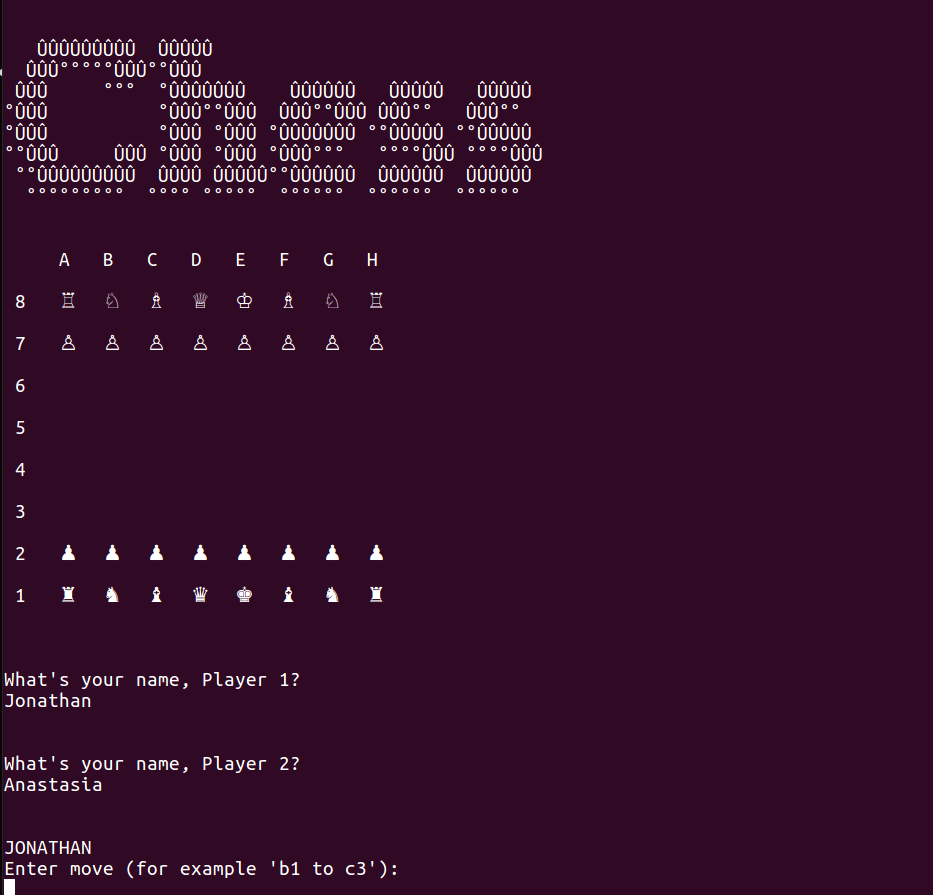 ÛÛÛÛÛÛÛÛÛ  ÛÛÛÛÛ
ÛÛÛ°°°°°ÛÛÛ°°ÛÛÛ
ÛÛÛ     °°°  °ÛÛÛÛÛÛÛ    ÛÛÛÛÛÛ   ÛÛÛÛÛ   ÛÛÛÛÛ
°ÛÛÛ          °ÛÛÛ°°ÛÛÛ  ÛÛÛ°°ÛÛÛ ÛÛÛ°°   ÛÛÛ°°
°ÛÛÛ          °ÛÛÛ °ÛÛÛ °ÛÛÛÛÛÛÛ °°ÛÛÛÛÛ °°ÛÛÛÛÛ
°°ÛÛÛ     ÛÛÛ °ÛÛÛ °ÛÛÛ °ÛÛÛ°°°   °°°°ÛÛÛ °°°°ÛÛÛ
°°ÛÛÛÛÛÛÛÛÛ  ÛÛÛÛ ÛÛÛÛÛ°°ÛÛÛÛÛÛ  ÛÛÛÛÛÛ  ÛÛÛÛÛÛ
°°°°°°°°°  °°°° °°°°°  °°°°°°  °°°°°°  °°°°°°
A B C D E F G H
8 ♖ ♘ ♗ ♕ ♔ ♗ ♘ ♖
7 ♙ ♙ ♙ ♙ ♙ ♙ ♙ ♙
6
5
4
3
2 ♟ ♟ ♟ ♟ ♟ ♟ ♟ ♟
1 ♜ ♞ ♝ ♛ ♚ ♝ ♞ ♜
What's your name, Player 1?
Jonathan
What's your name, Player 2?
Anastasia
JONATHAN
Enter move (for example 'b1 to c3'):